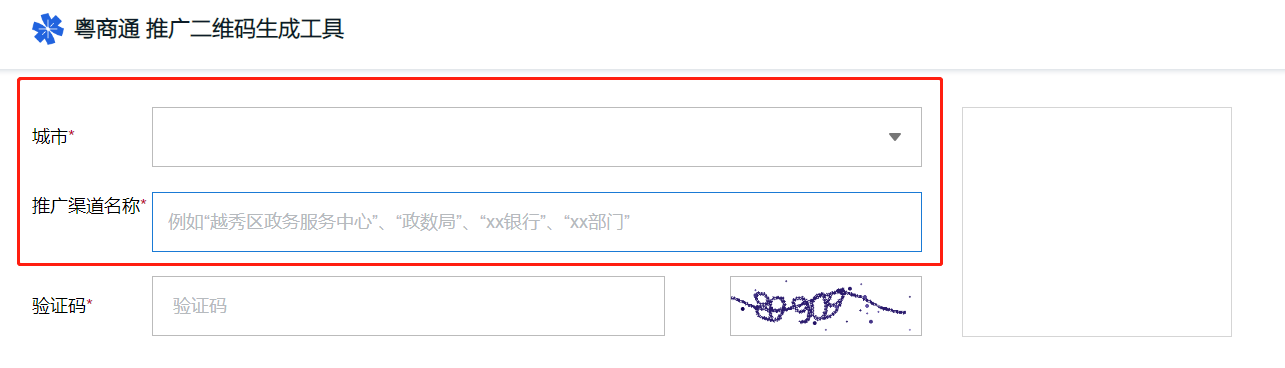 粤商通 推广二维码生成工具
城市*
推广渠道名称*
例如“越秀区政务服务中心”、“政数局”、“xx银行”、“xx部门”
验证码*
验证码